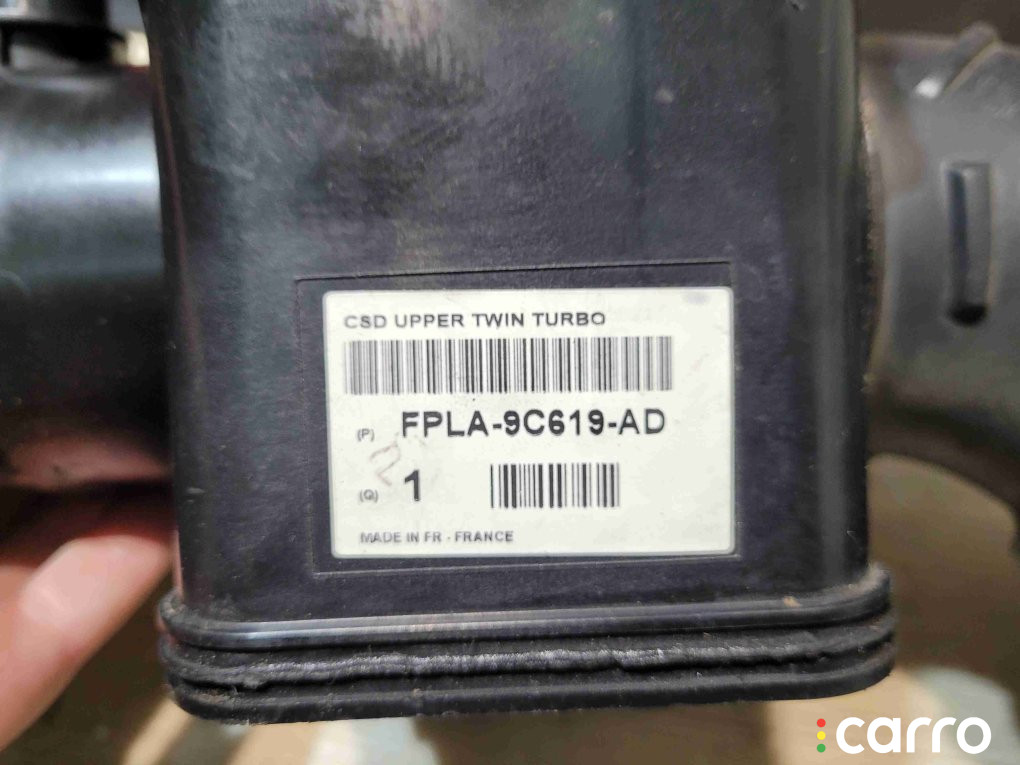 CSD UPPER TWIN TURBO
(P) FPLA-9C619-AD
(Q) 1
MADE IN FR - FRANCE
carro